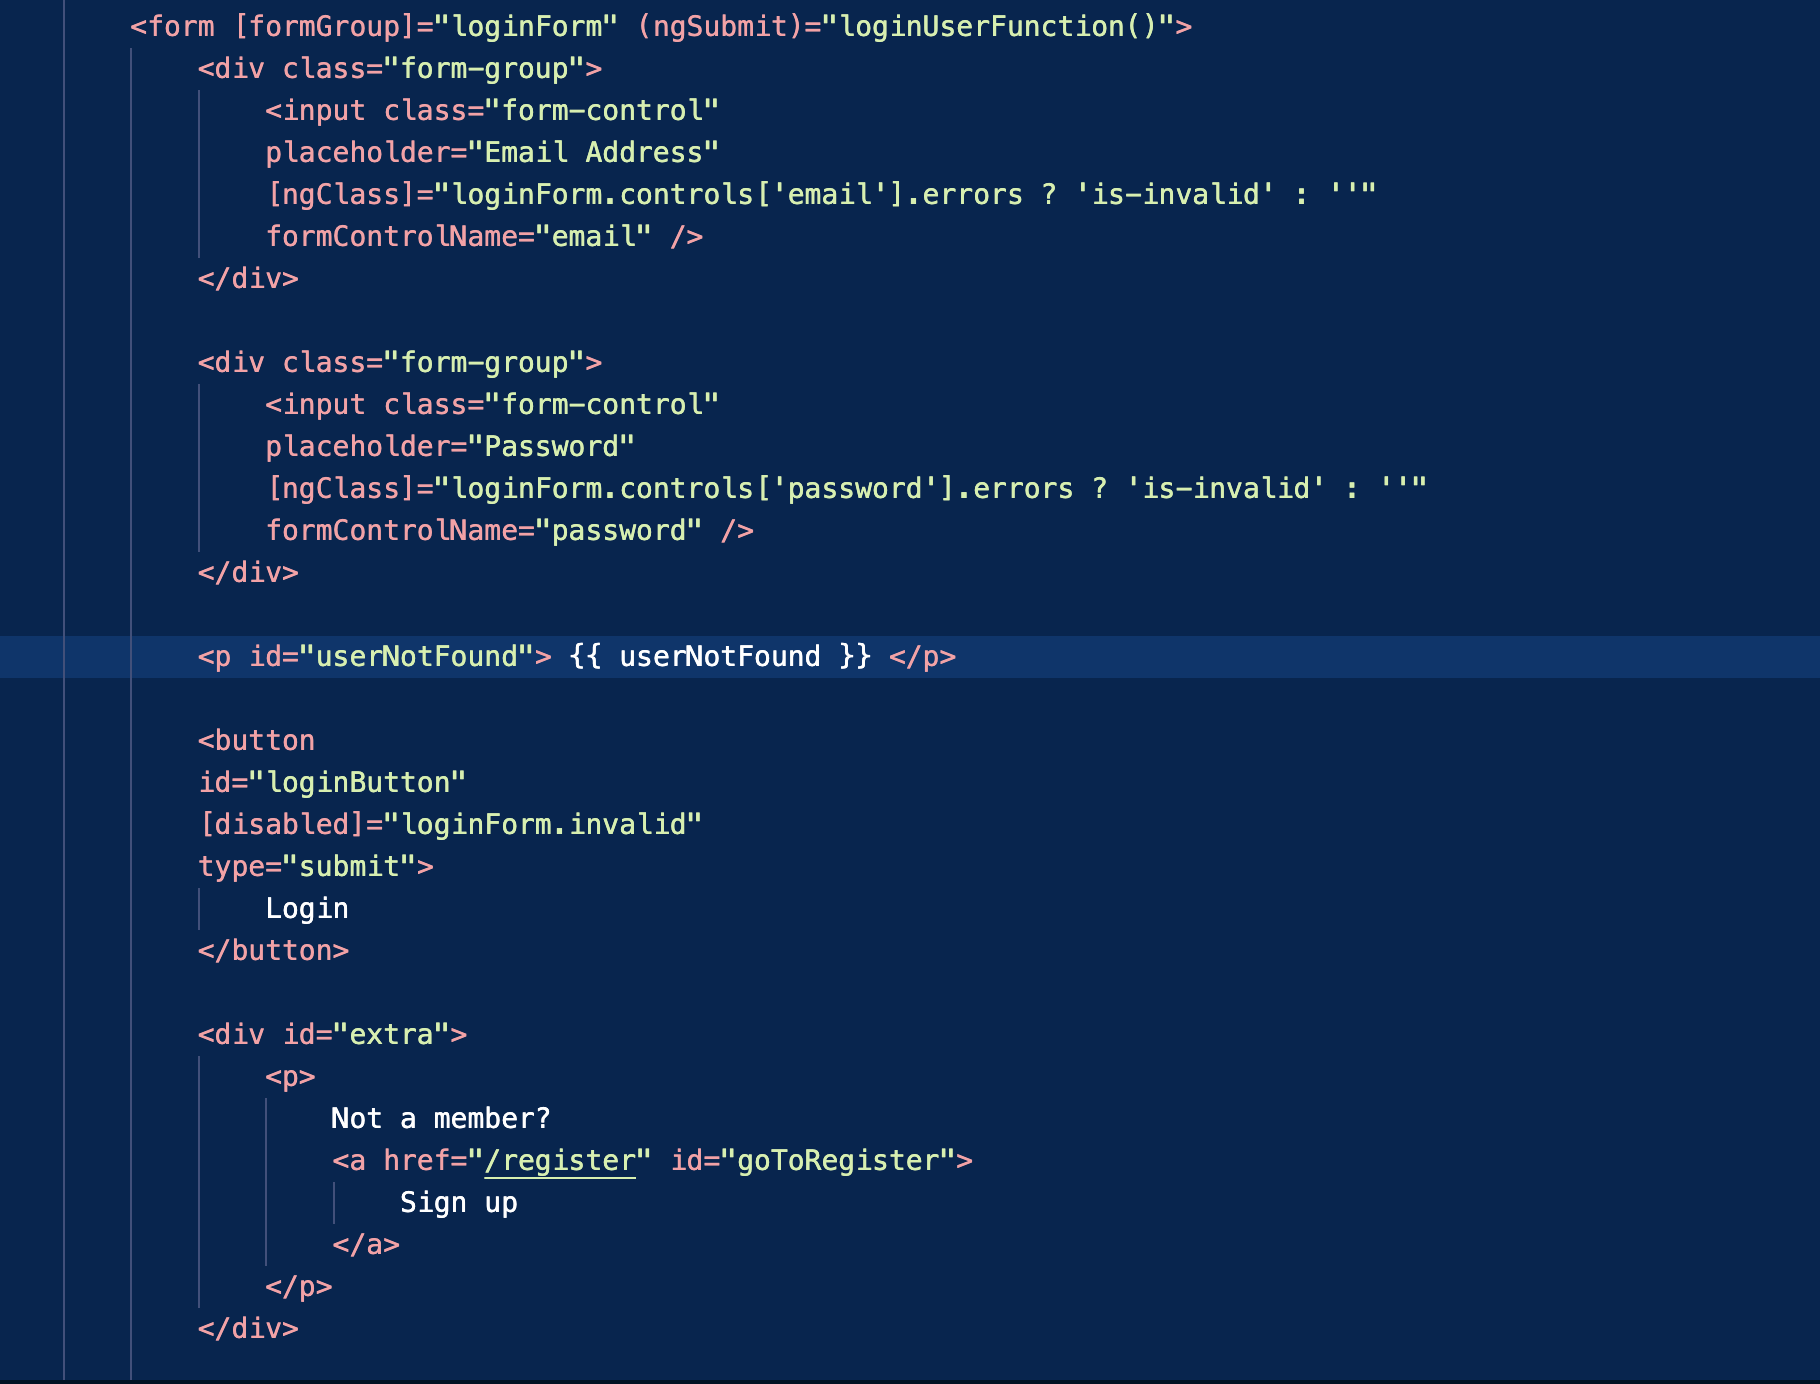 <form [formGroup]="loginForm" (ngSubmit)="loginUserFunction()">
<div class="form-group">
<input class="form-control"
placeholder="Email Address"
[ngClass]="loginForm.controls['email'].errors ? 'is-invalid' : ''"
formControlName="email" />
</div>
<div class="form-group">
<input class="form-control"
placeholder="Password"
[ngClass]="loginForm.controls['password'].errors ? 'is-invalid' : ''"
formControlName="password" />
</div>
<p id="userNotFound"> {{ userNotFound }} </p>
<button
id="loginButton"
[disabled]="loginForm.invalid"
type="submit">
Login
</button>
<div id="extra">
<p>
Not a member?
<a href="/register" id="goToRegister">
Sign up
</a>
</p>
</div>